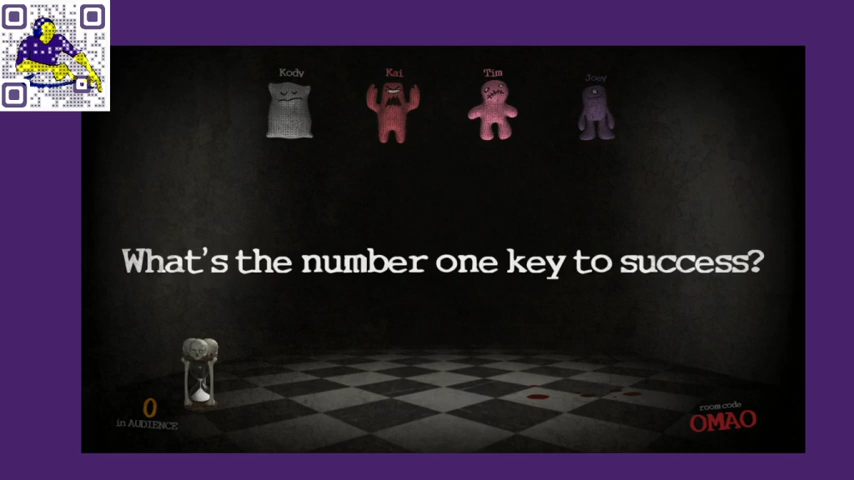 Kody
Kai
Tim
Joey
What's the number one key to success?
0
in AUDIENCE
room code
OMAO